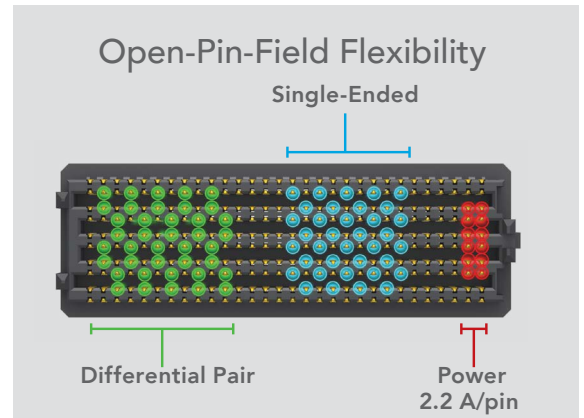 Open-Pin-Field Flexibility
Single-Ended
Differential Pair
Power
2.2 A/pin